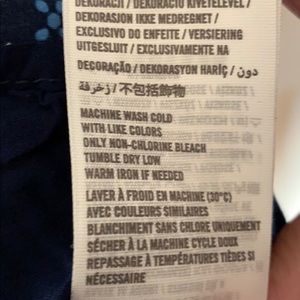 DEKORACJI / DEKORÁCIÓ KIVÉTELÉVEL /
DEKORASJON IKKE MEDREGNET /
EXCLUSIVO DO ENFEITE / VERSIERING
UITGESLUIT / EXCLUSIVAMENTE NA
DECORAÇÃO / DEKORASYON HARİÇ / دون
زخرفة / 不包括飾物
MACHINE WASH COLD
WITH LIKE COLORS
ONLY NON-CHLORINE BLEACH
TUMBLE DRY LOW
WARM IRON IF NEEDED
LAVER À FROID EN MACHINE (30°C)
AVEC COULEURS SIMILAIRES
BLANCHIMENT SANS CHLORE UNIQUEMENT
SÉCHER À LA MACHINE CYCLE DOUX
REPASSAGE À TEMPÉRATURES TIÈDES SI
NÉCESSAIRE